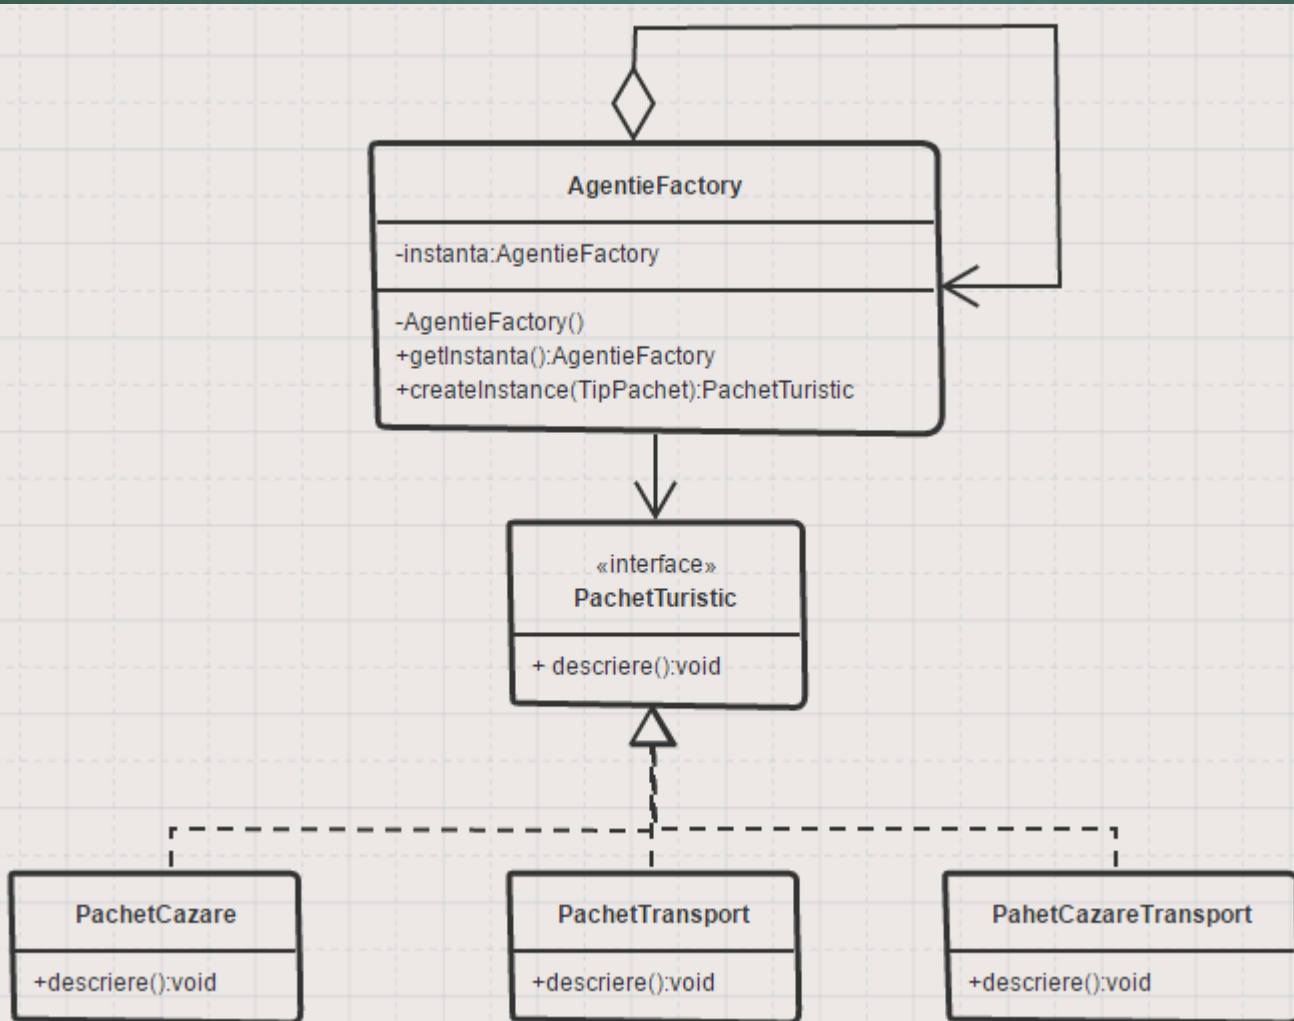 AgentieFactory
-instanta:AgentieFactory
-AgentieFactory()
+getInstanta():AgentieFactory
+createInstance(TipPachet):PachetTuristic
«interface»
PachetTuristic
+ descriere():void
PachetCazare
+descriere():void
PachetTransport
+descriere():void
PahetCazareTransport
+descriere():void